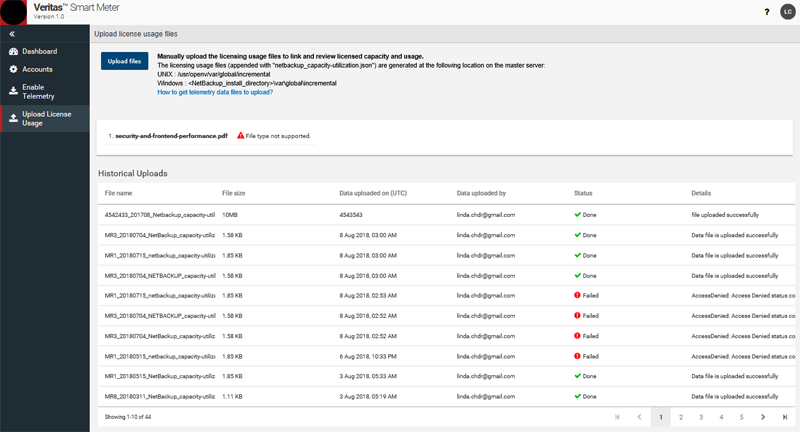 Veritas™ Smart Meter
Version 1.0
? LC
Dashboard
Accounts
Enable
Telemetry
Upload License
Usage
Upload license usage files
Upload files
Manually upload the licensing usage files to link and review licensed capacity and usage.
The licensing usage files (appended with "netbackup_capacity-utilization.json") are generated at the following location on the master server:
UNIX : /usr/openv/var/global/incremental
Windows : <NetBackup_install_directory>\var\global\incremental
How to get telemetry data files to upload?
1. security-and-frontend-performance.pdf File type not supported.
Historical Uploads
File name File size Data uploaded on (UTC) Data uploaded by Status Details
4542433_201708_Netbackup_capacity-util 10MB 4543543 linda.chdr@gmail.com Done file uploaded successfully
MR3_20180704_NetBackup_capacity-utiliz 1.58 KB 8 Aug 2018, 03:00 AM linda.chdr@gmail.com Done Data file is uploaded successfully
MR1_20180715_netbackup_capacity-utiliza 1.85 KB 8 Aug 2018, 03:00 AM linda.chdr@gmail.com Done Data file is uploaded successfully
MR3_20180704_NETBACKUP_capacity-util 1.58 KB 8 Aug 2018, 03:00 AM linda.chdr@gmail.com Done Data file is uploaded successfully
MR1_20180715_netbackup_capacity-utiliza 1.85 KB 8 Aug 2018, 02:53 AM linda.chdr@gmail.com Failed AccessDenied: Access Denied status co
MR3_20180704_NETBACKUP_capacity-util 1.58 KB 8 Aug 2018, 02:52 AM linda.chdr@gmail.com Failed AccessDenied: Access Denied status co
MR3_20180704_NetBackup_capacity-utiliz 1.58 KB 8 Aug 2018, 02:52 AM linda.chdr@gmail.com Failed AccessDenied: Access Denied status co
MR1_20180515_netbackup_capacity-utiliza 1.85 KB 6 Aug 2018, 10:33 PM linda.chdr@gmail.com Failed AccessDenied: Access Denied status co
MR1_20180515_NetBackup_capacity-utiliz 1.85 KB 3 Aug 2018, 05:33 AM linda.chdr@gmail.com Done Data file is uploaded successfully
MR8_20180311_NetBackup_capacity-utiliz 1.11 KB 3 Aug 2018, 05:19 AM linda.chdr@gmail.com Done Data file is uploaded successfully
Showing 1-10 of 44 1 2 3 4 5